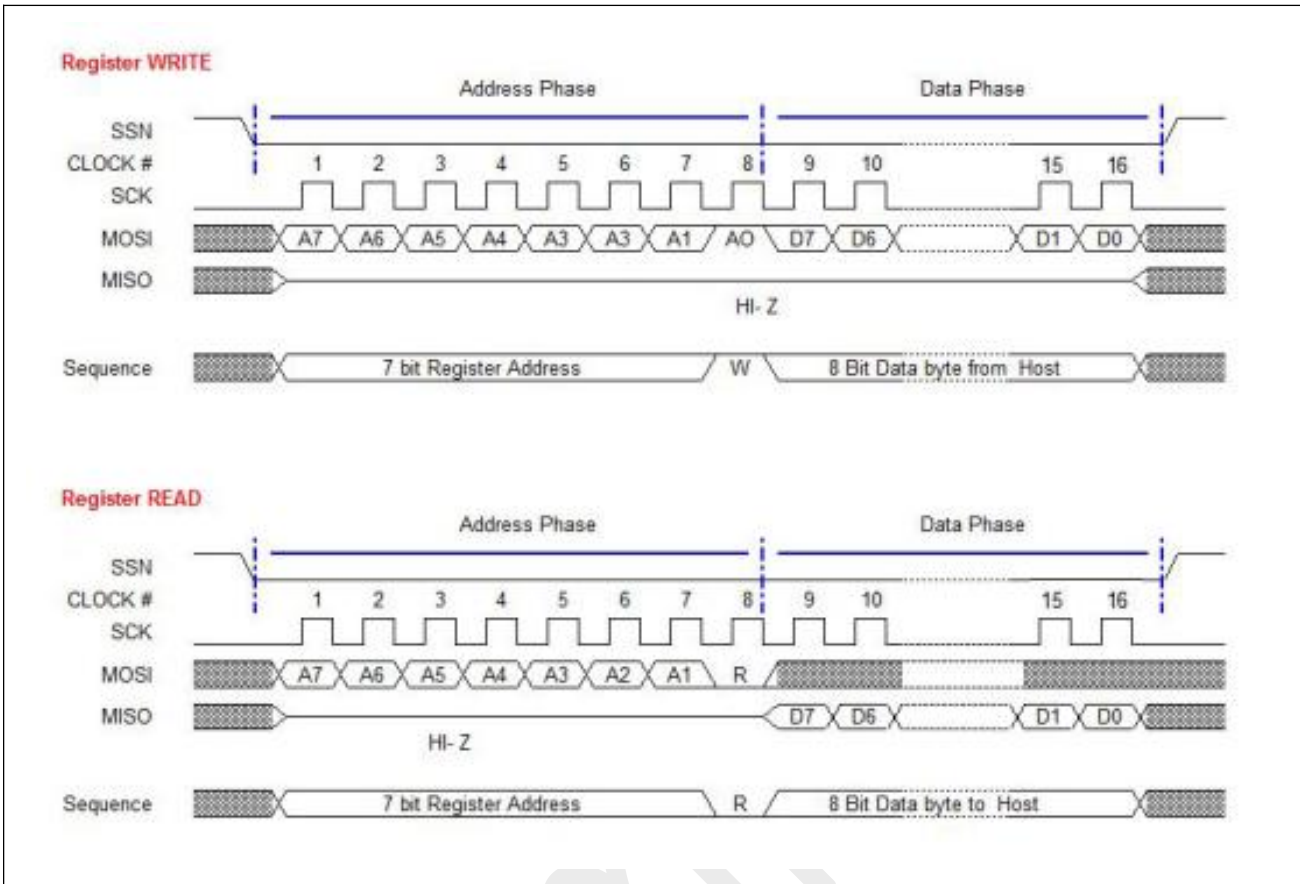 Register WRITE
Address Phase Data Phase
SSN
CLOCK # 1 2 3 4 5 6 7 8 9 10 15 16
SCK
MOSI A7 A6 A5 A4 A3 A3 A1 AO D7 D6 D1 D0
MISO
HI- Z
Sequence 7 bit Register Address W 8 Bit Data byte from Host
Register READ
Address Phase Data Phase
SSN
CLOCK # 1 2 3 4 5 6 7 8 9 10 15 16
SCK
MOSI A7 A6 A5 A4 A3 A2 A1 R
MISO D7 D6 D1 D0
HI- Z
Sequence 7 bit Register Address R 8 Bit Data byte to Host